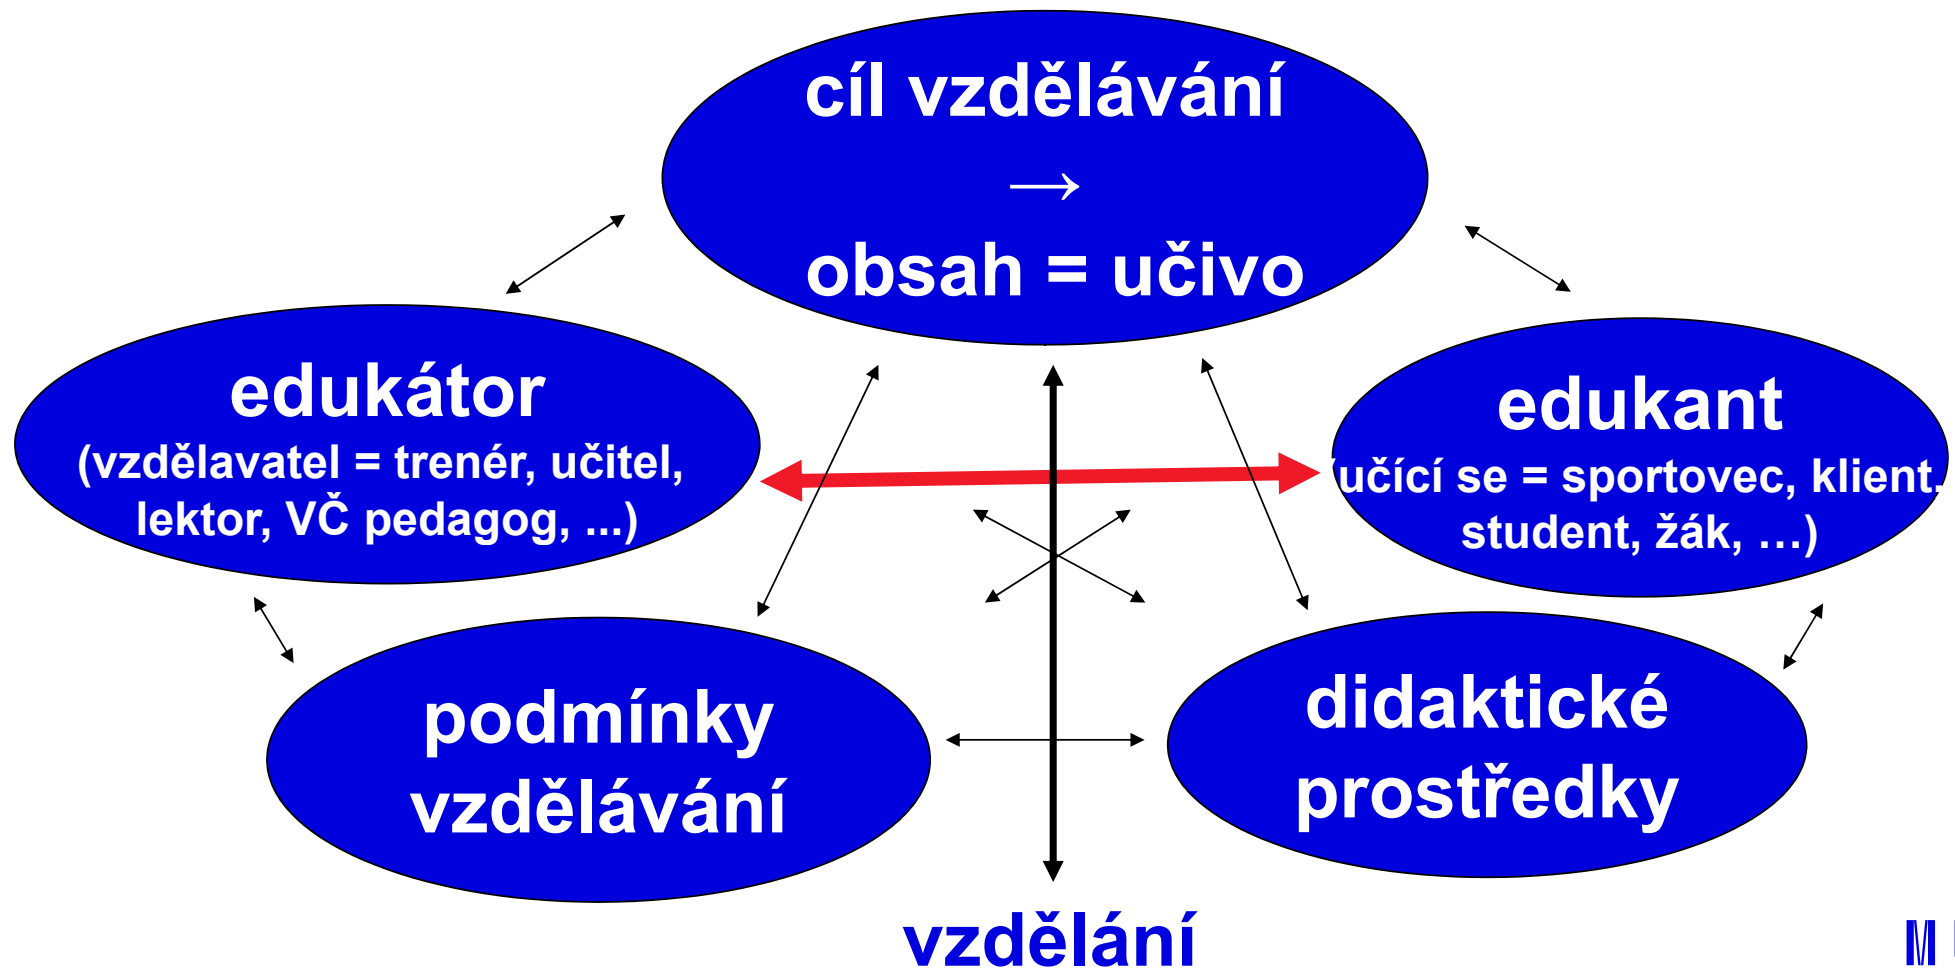 cíl vzdělávání
→
obsah = učivo
edukátor
(vzdělavatel = trenér, učitel,
lektor, VČ pedagog, ...)
edukant
(učící se = sportovec, klient,
student, žák, …)
podmínky
vzdělávání
didaktické
prostředky
vzdělání
M